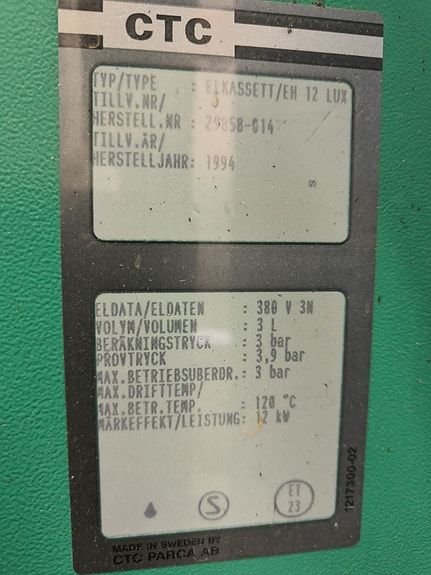 CTC
TYP/TYPE : ELKASSETT/EH 12 LUX
TILLV.NR/
HERSTELL.NR : 29858-014
TILLV.ÅR/
HERSTELLJAHR: 1994
S
ELDATA/ELDATEN : 380 V 3N
VOLYM/VOLUMEN : 3 L
BERÄKNINGSTRYCK : 3 bar
PROVTRYCK : 3,9 bar
MAX.BETRIEBSUBERDR.: 3 bar
MAX.DRIFTTEMP/
MAX.BETR.TEMP. : 120 °C
MÄRKEFFEKT/LEISTUNG: 12 kW
S
ET
23
1217300-02
MADE IN SWEDEN BY
CTC PARCA AB